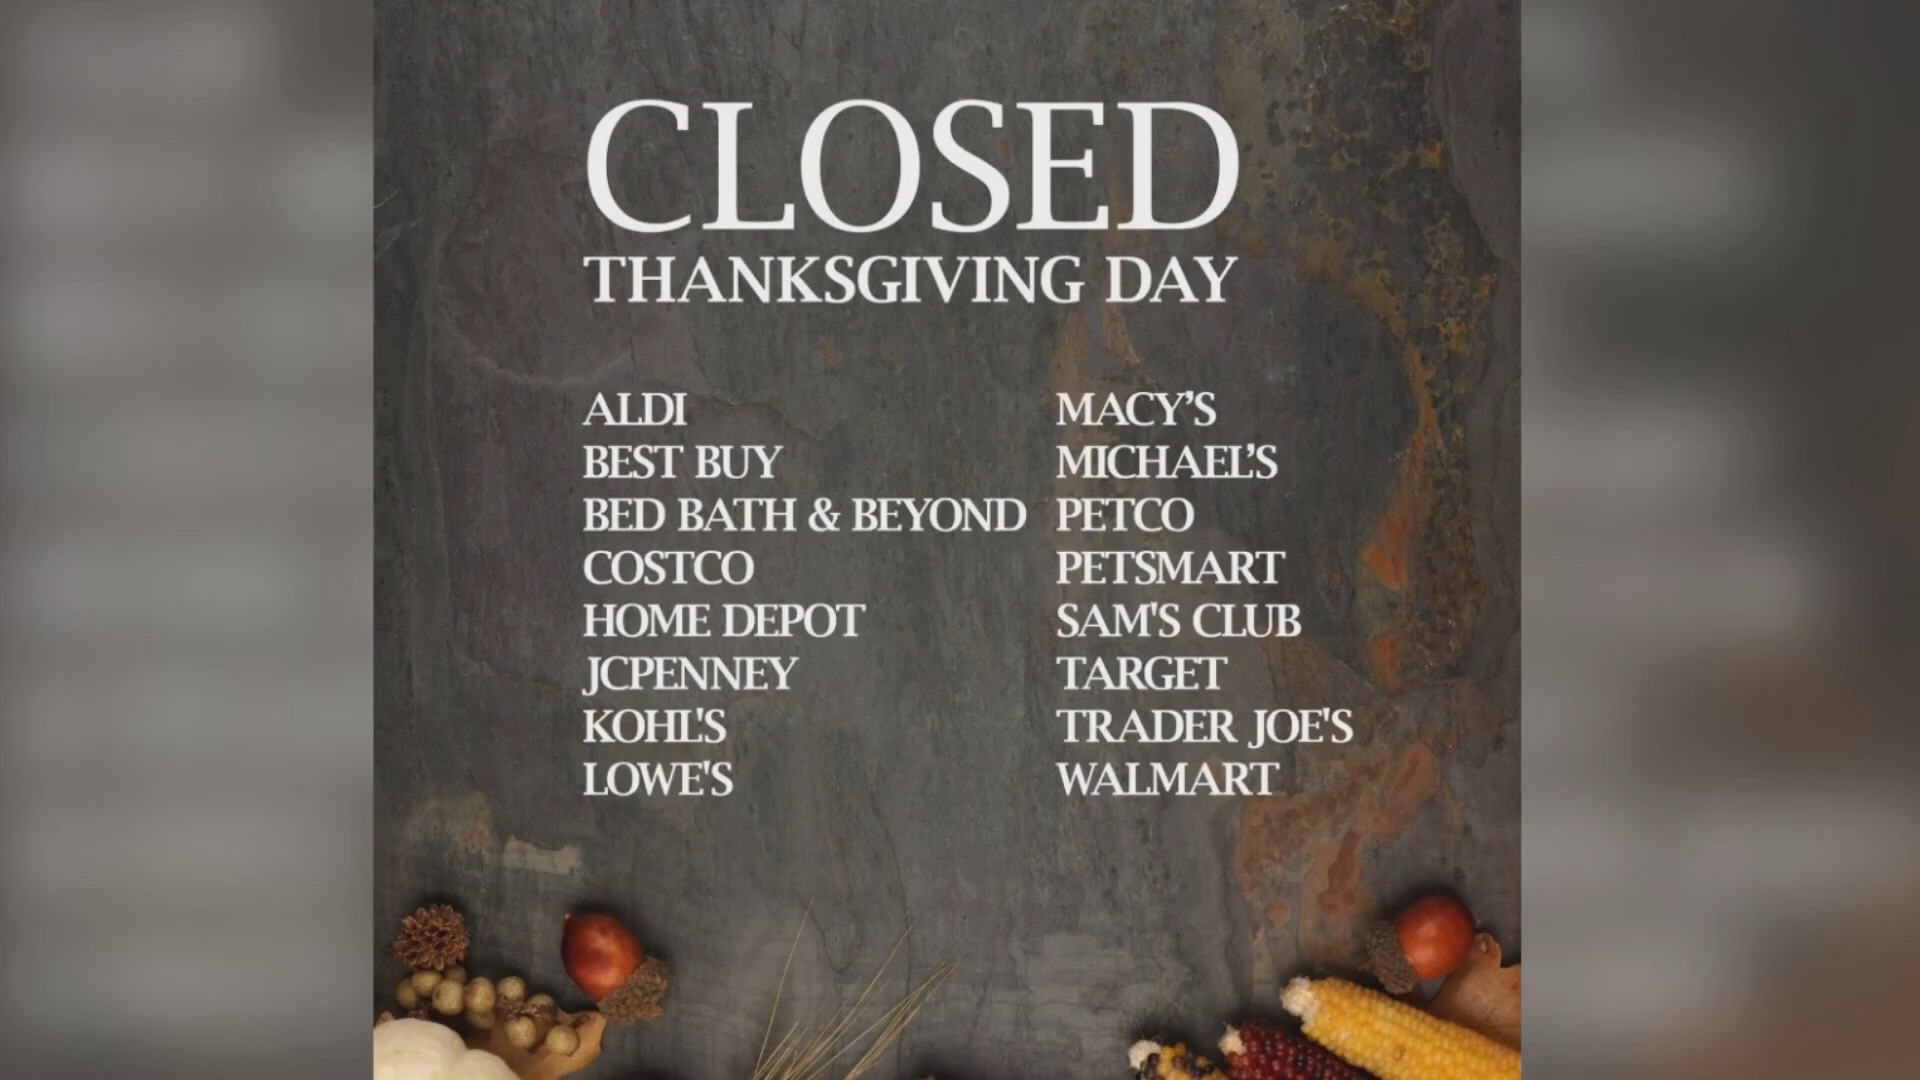 CLOSED
THANKSGIVING DAY
ALDI
BEST BUY
BED BATH & BEYOND
COSTCO
HOME DEPOT
JCPENNEY
KOHL'S
LOWE'S
MACY’S
MICHAEL’S
PETCO
PETSMART
SAM'S CLUB
TARGET
TRADER JOE'S
WALMART